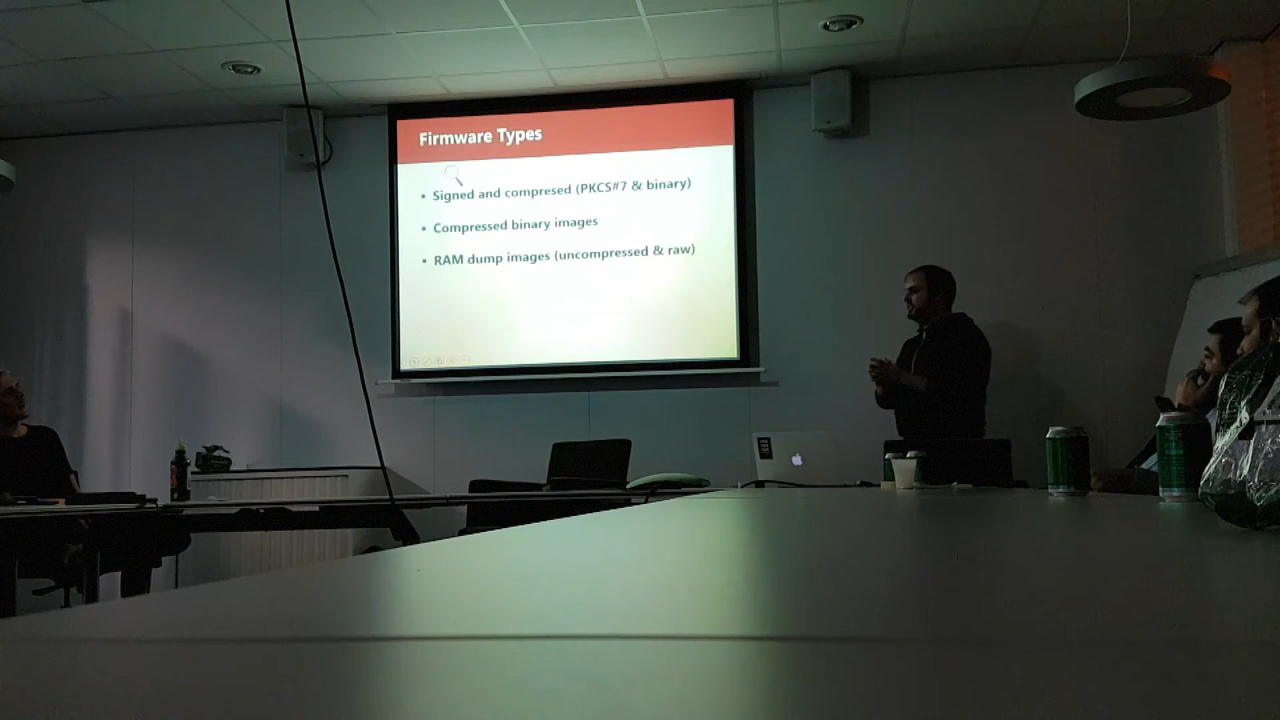 Firmware Types
▪ Signed and compresed (PKCS#7 & binary)
▪ Compressed binary images
▪ RAM dump images (uncompressed & raw)